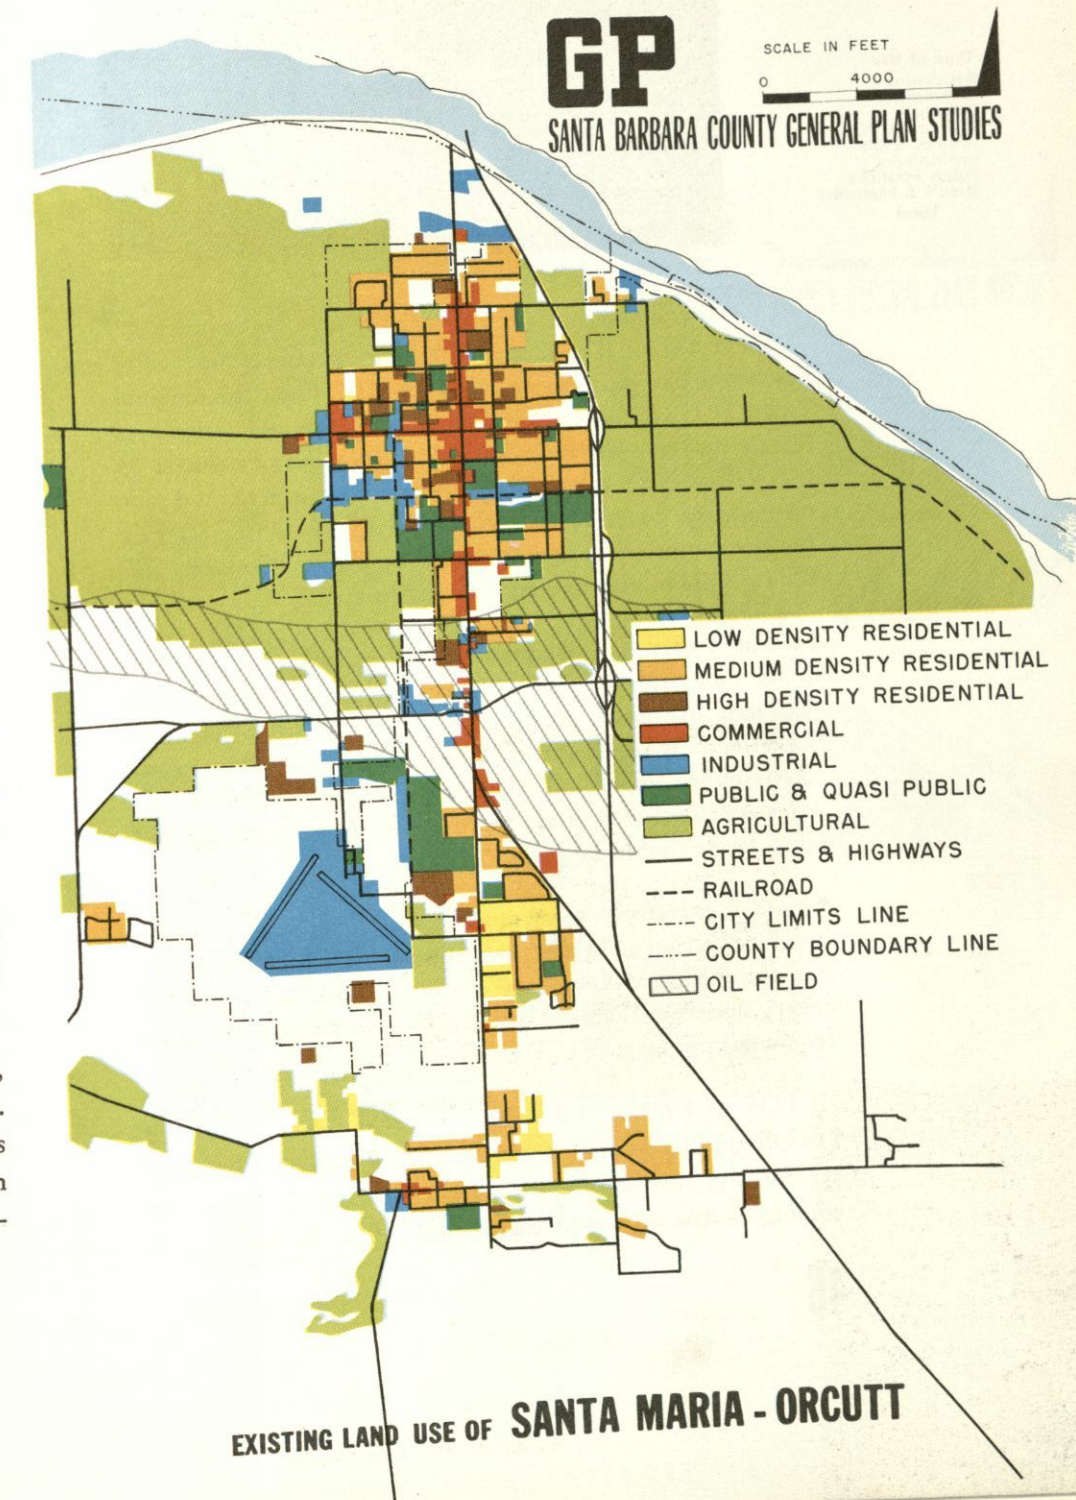 GP
SCALE IN FEET
0 4000
SANTA BARBARA COUNTY GENERAL PLAN STUDIES
LOW DENSITY RESIDENTIAL
MEDIUM DENSITY RESIDENTIAL
HIGH DENSITY RESIDENTIAL
COMMERCIAL
INDUSTRIAL
PUBLIC & QUASI PUBLIC
AGRICULTURAL
STREETS & HIGHWAYS
RAILROAD
CITY LIMITS LINE
COUNTY BOUNDARY LINE
OIL FIELD
EXISTING LAND USE OF SANTA MARIA - ORCUTT